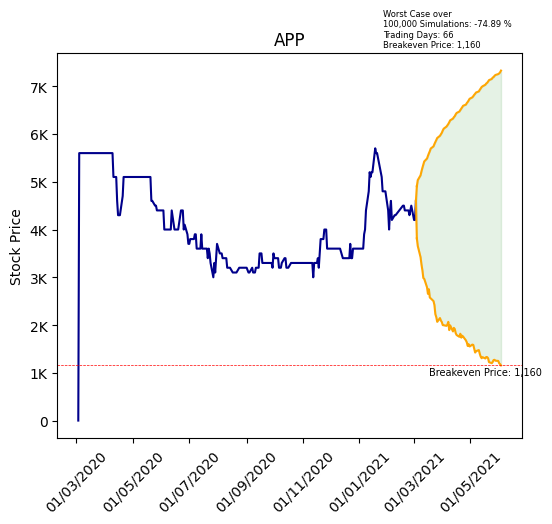 Worst Case over
100,000 Simulations: -74.89 %
Trading Days: 66
Breakeven Price: 1,160
APP
Stock Price
7K
6K
5K
4K
3K
2K
1K
0
Breakeven Price: 1,160
01/03/2020
01/05/2020
01/07/2020
01/09/2020
01/11/2020
01/01/2021
01/03/2021
01/05/2021